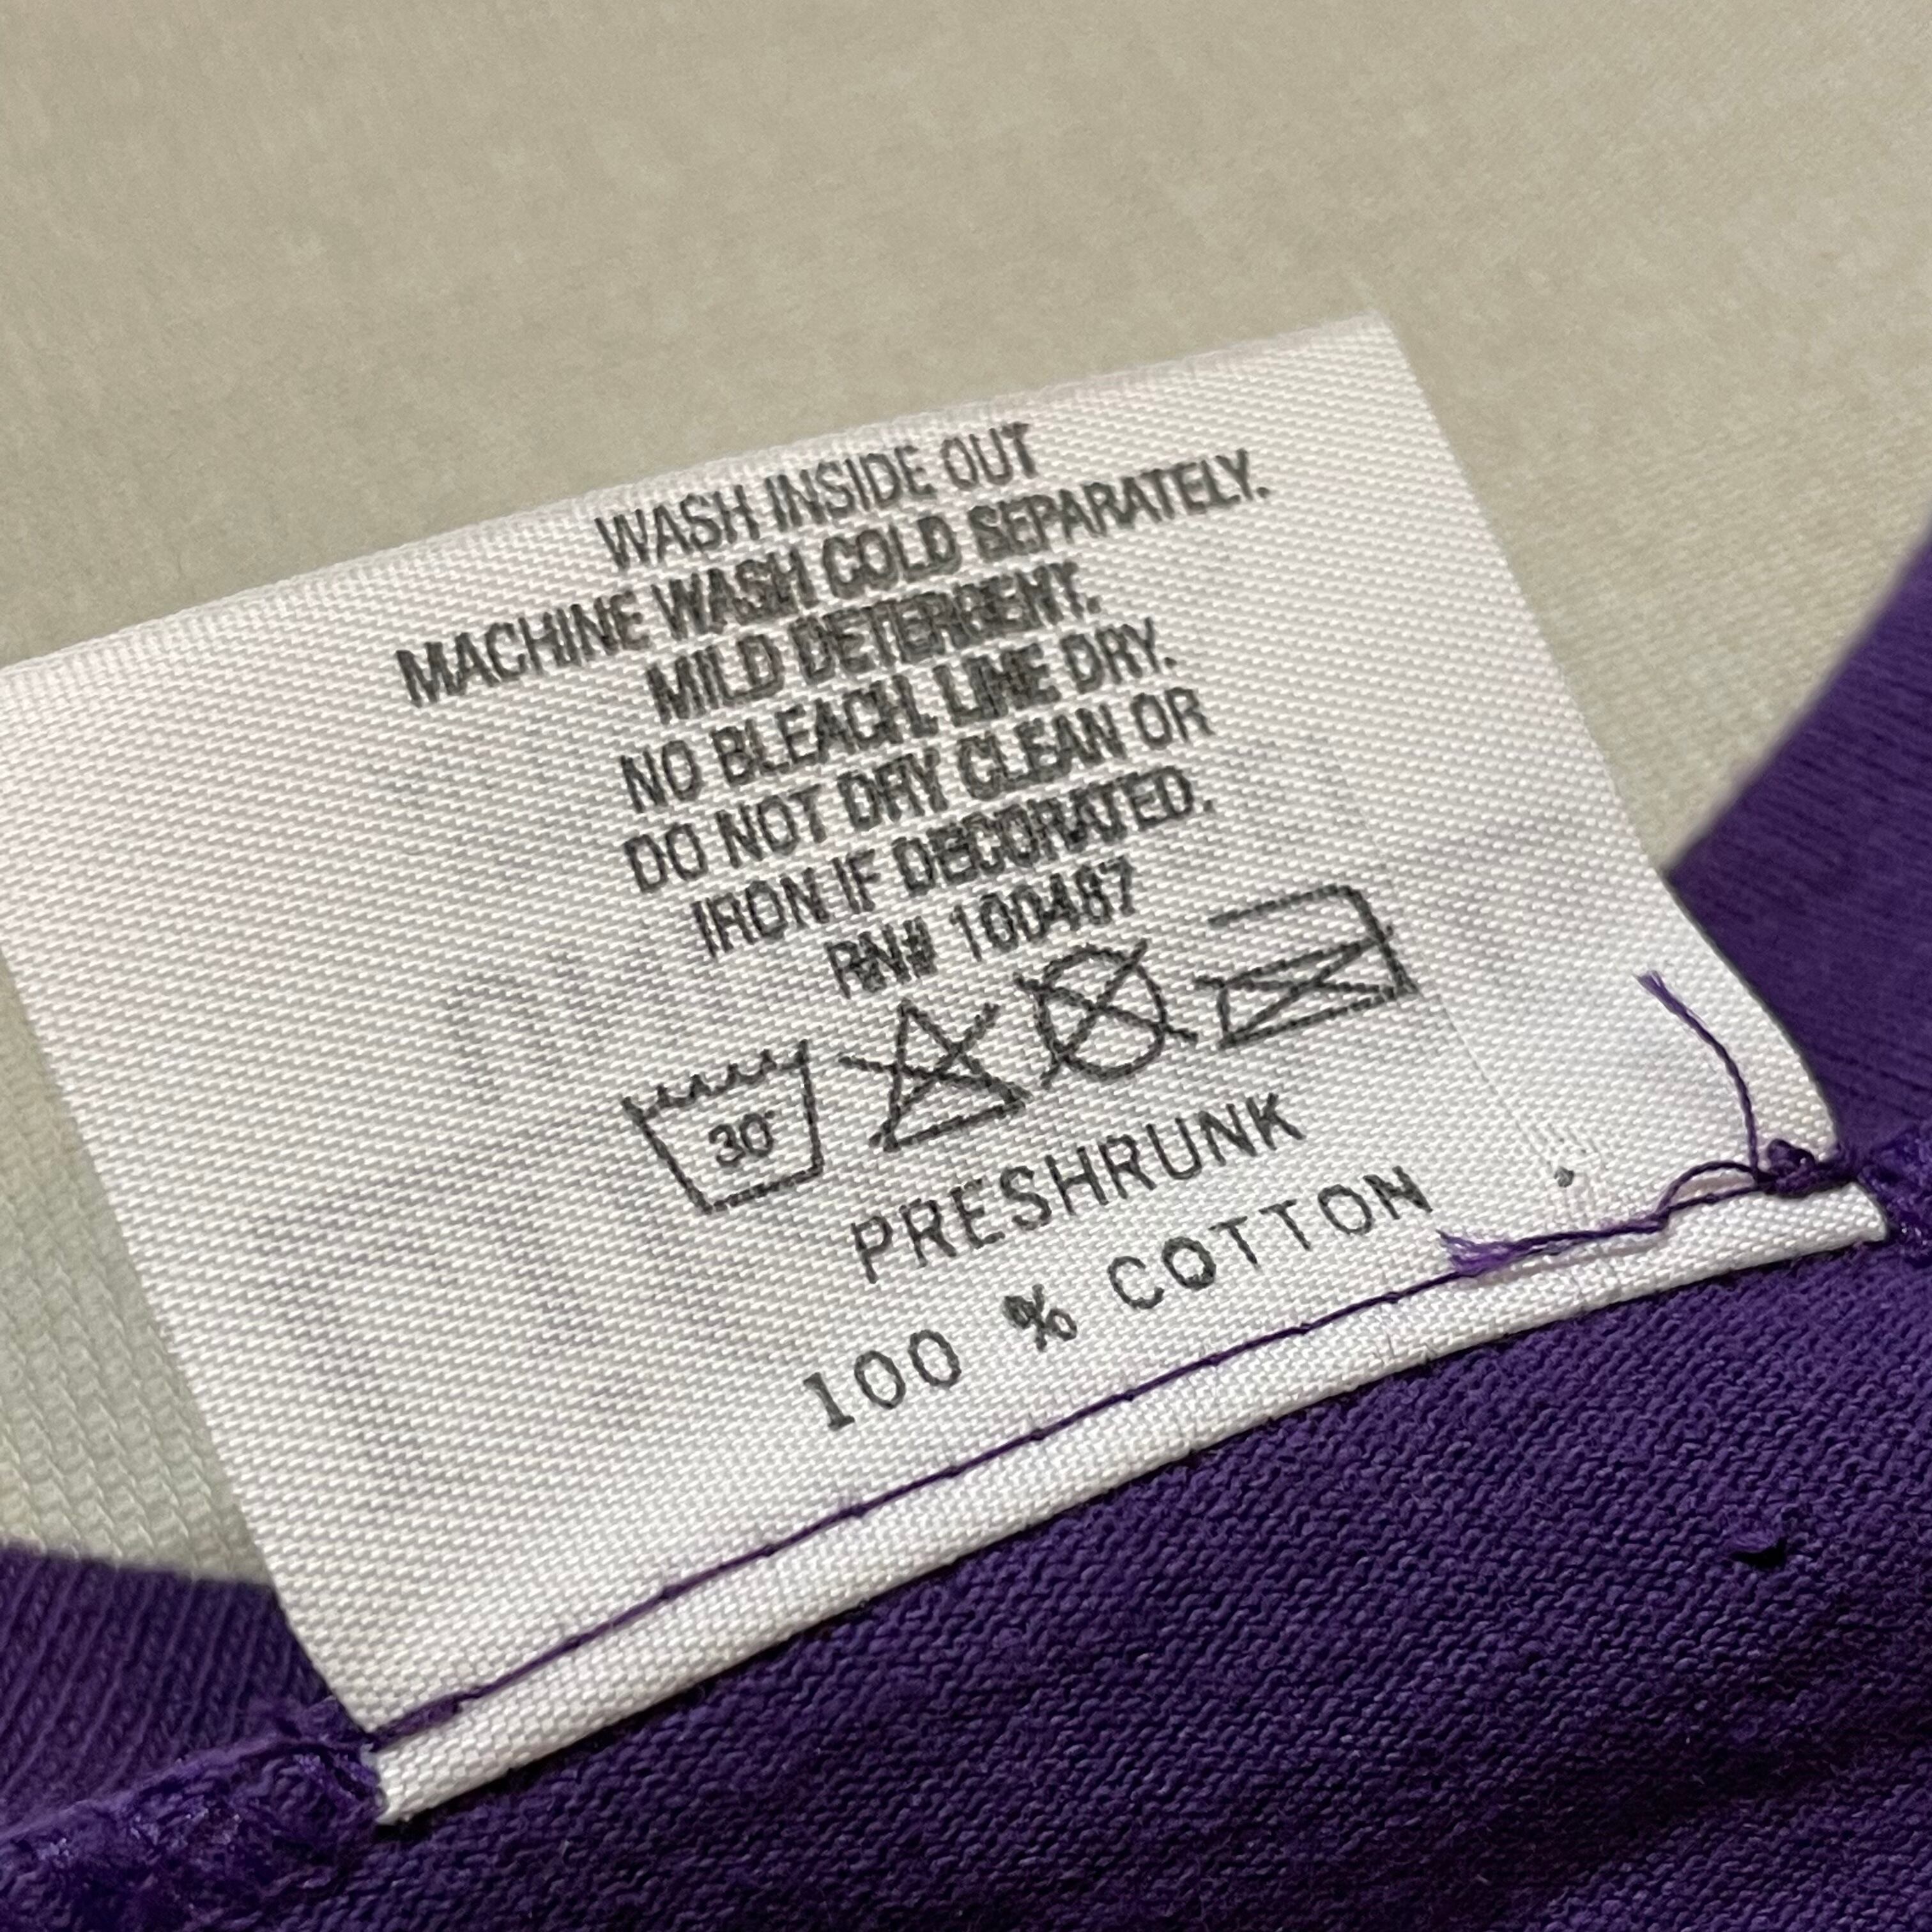 WASH INSIDE OUT
MACHINE WASH COLD SEPARATELY.
MILD DETERGENT.
NO BLEACH. LINE DRY.
DO NOT DRY CLEAN OR
IRON IF DECORATED.
RN# 100487
30°
PRESHRUNK
100 % COTTON